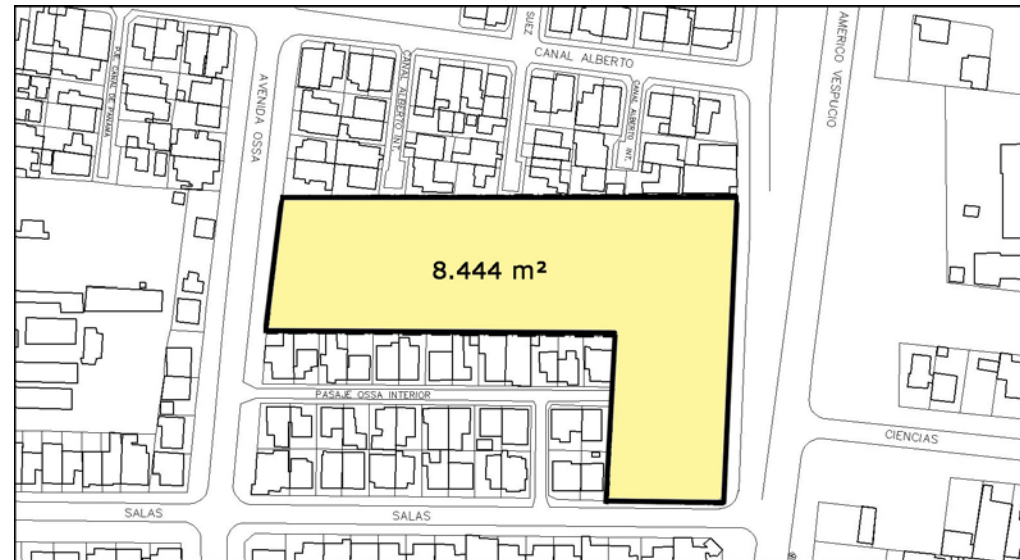 SUEZ
CANAL ALBERTO
AMERICO VESPUCIO
PJE. CANAL DE PANAMA
AVENIDA OSSA
CANAL ALBERTO INT.
CANAL ALBERTO INT.
8.444 m²
PASAJE OSSA INTERIOR
CIENCIAS
SALAS
SALAS